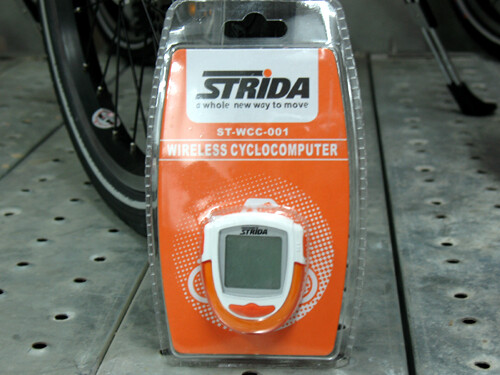 STRIDA
a whole new way to move
ST-WCC-001
WIRELESS CYCLOCOMPUTER
STRIDA